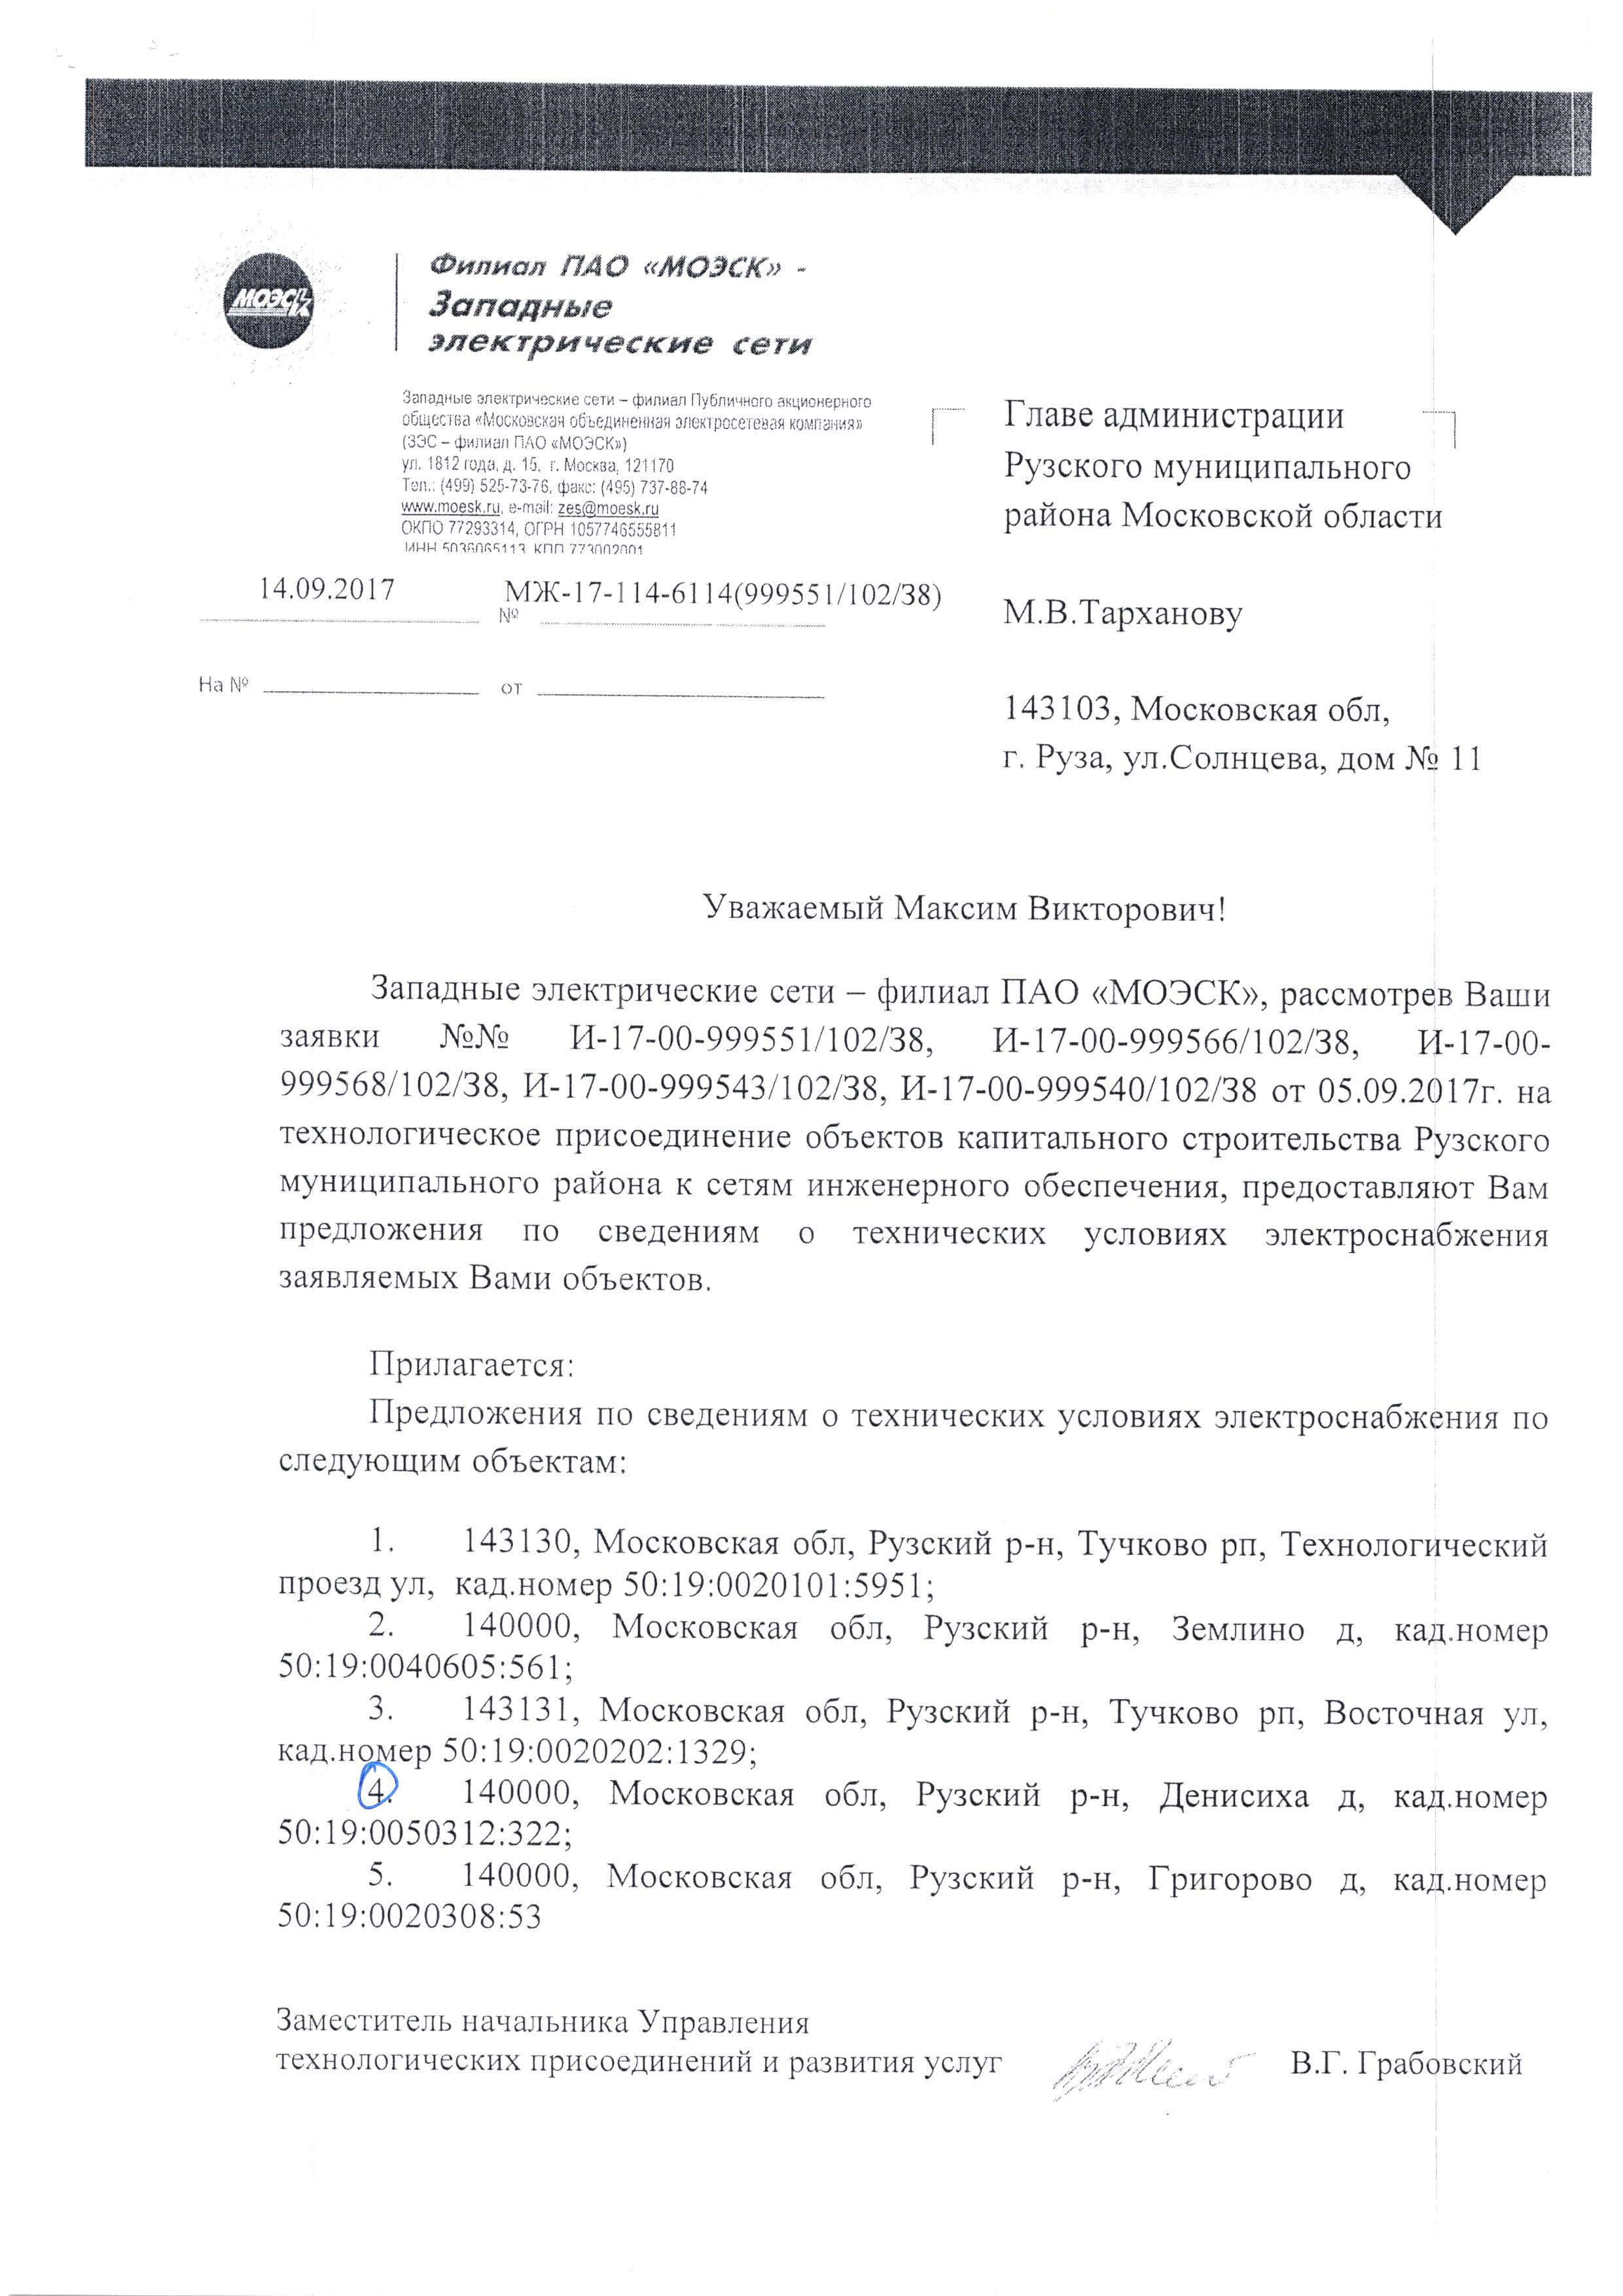 МОЭСК
Филиал ПАО «МОЭСК» -
Западные
электрические сети
Западные электрические сети – филиал Публичного акционерного
общества «Московская объединенная электросетевая компания»
(ЗЭС – филиал ПАО «МОЭСК»)
ул. 1812 года, д. 15, г. Москва, 121170
Тел.: (499) 525-73-76, факс: (495) 737-88-74
www.moesk.ru, e-mail: zes@moesk.ru
ОКПО 77293314, ОГРН 1057746555811
ИНН 5036065113, КПП 773002001
14.09.2017 № МЖ-17-114-6114(999551/102/38)
На № от
Главе администрации
Рузского муниципального
района Московской области
М.В.Тарханову
143103, Московская обл,
г. Руза, ул.Солнцева, дом № 11
Уважаемый Максим Викторович!
Западные электрические сети – филиал ПАО «МОЭСК», рассмотрев Ваши
заявки №№ И-17-00-999551/102/38, И-17-00-999566/102/38, И-17-00-
999568/102/38, И-17-00-999543/102/38, И-17-00-999540/102/38 от 05.09.2017г. на
технологическое присоединение объектов капитального строительства Рузского
муниципального района к сетям инженерного обеспечения, предоставляют Вам
предложения по сведениям о технических условиях электроснабжения
заявляемых Вами объектов.
Прилагается:
Предложения по сведениям о технических условиях электроснабжения по
следующим объектам:
1. 143130, Московская обл, Рузский р-н, Тучково рп, Технологический
проезд ул, кад.номер 50:19:0020101:5951;
2. 140000, Московская обл, Рузский р-н, Землино д, кад.номер
50:19:0040605:561;
3. 143131, Московская обл, Рузский р-н, Тучково рп, Восточная ул,
кад.номер 50:19:0020202:1329;
4. 140000, Московская обл, Рузский р-н, Денисиха д, кад.номер
50:19:0050312:322;
5. 140000, Московская обл, Рузский р-н, Григорово д, кад.номер
50:19:0020308:53
Заместитель начальника Управления
технологических присоединений и развития услуг В.Г. Грабовский